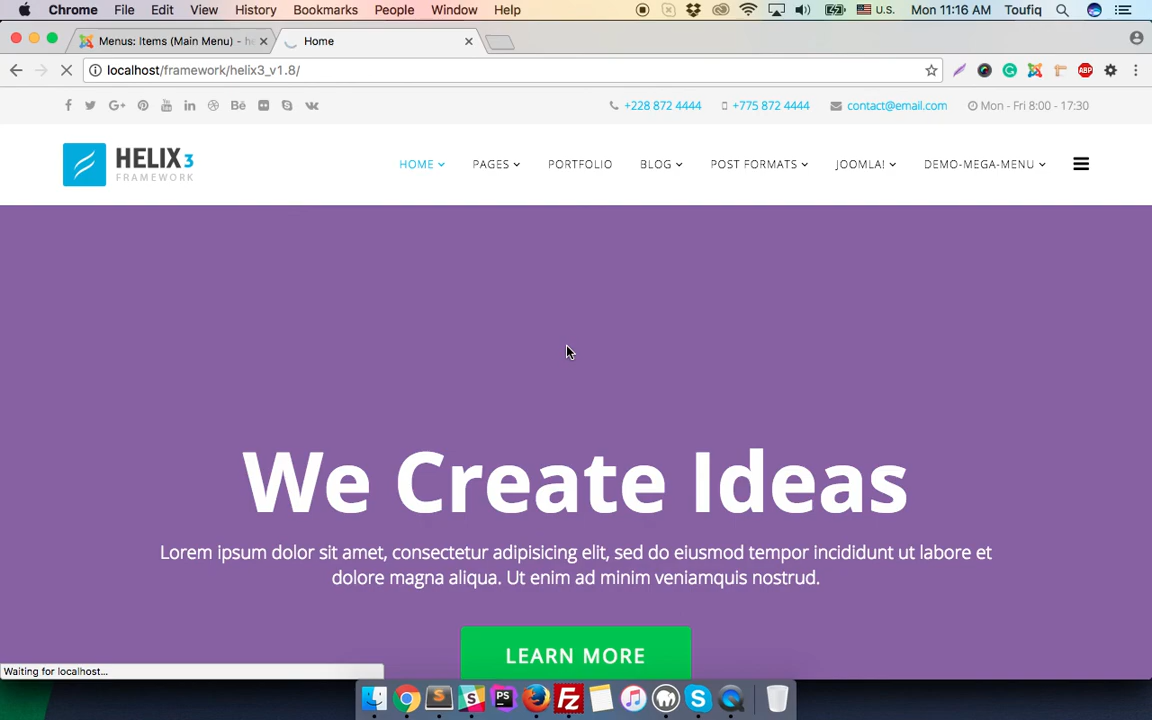 Chrome File Edit View History Bookmarks People Window Help U.S. Mon 11:16 AM Toufiq
Menus: Items (Main Menu) - he
Home
localhost/framework/helix3_v1.8/
ABP
+228 872 4444 +775 872 4444 contact@email.com Mon - Fri 8:00 - 17:30
HELIX3
FRAMEWORK
HOME PAGES PORTFOLIO BLOG POST FORMATS JOOMLA! DEMO-MEGA-MENU
We Create Ideas
Lorem ipsum dolor sit amet, consectetur adipisicing elit, sed do eiusmod tempor incididunt ut labore et
dolore magna aliqua. Ut enim ad minim veniamquis nostrud.
LEARN MORE
Waiting for localhost...